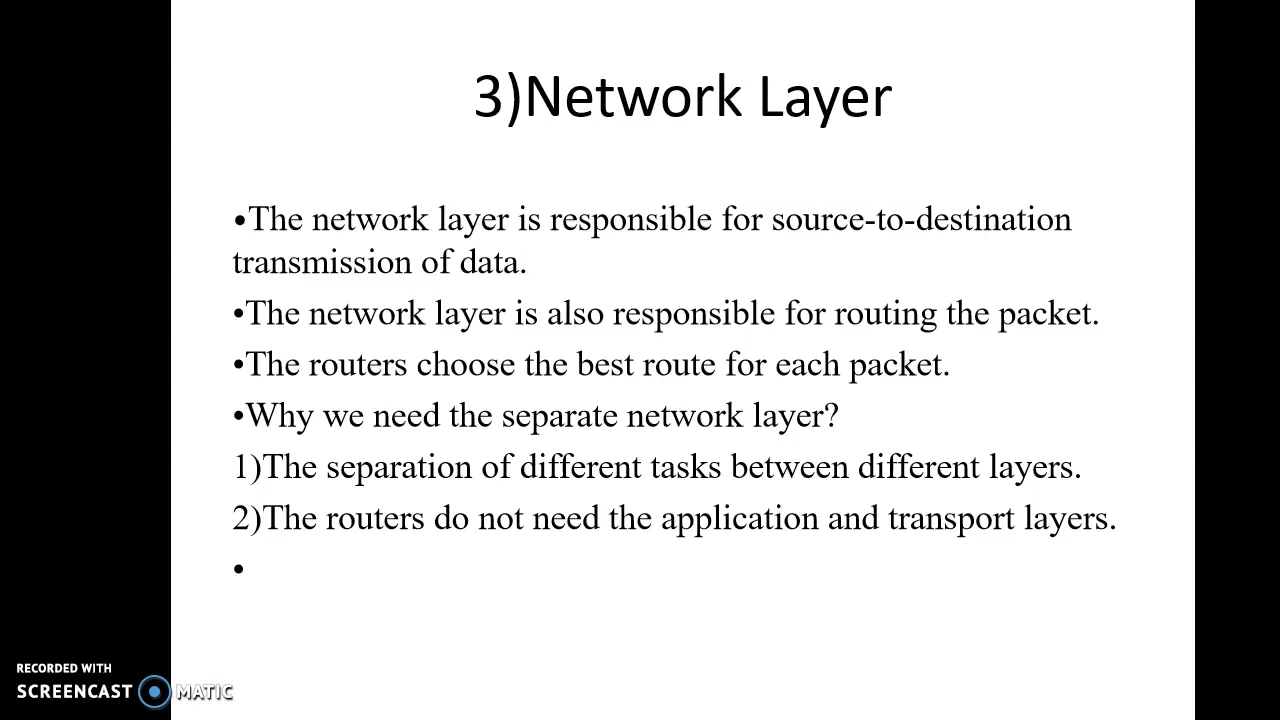 3)Network Layer
•The network layer is responsible for source-to-destination
transmission of data.
•The network layer is also responsible for routing the packet.
•The routers choose the best route for each packet.
•Why we need the separate network layer?
1)The separation of different tasks between different layers.
2)The routers do not need the application and transport layers.
•
RECORDED WITH
SCREENCAST MATIC